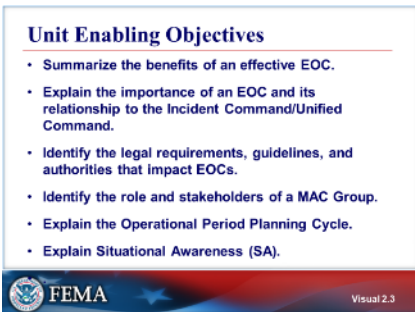 Unit Enabling Objectives
• Summarize the benefits of an effective EOC.
• Explain the importance of an EOC and its
relationship to the Incident Command/Unified
Command.
• Identify the legal requirements, guidelines, and
authorities that impact EOCs.
• Identify the role and stakeholders of a MAC Group.
• Explain the Operational Period Planning Cycle.
• Explain Situational Awareness (SA).
FEMA
Visual 2.3